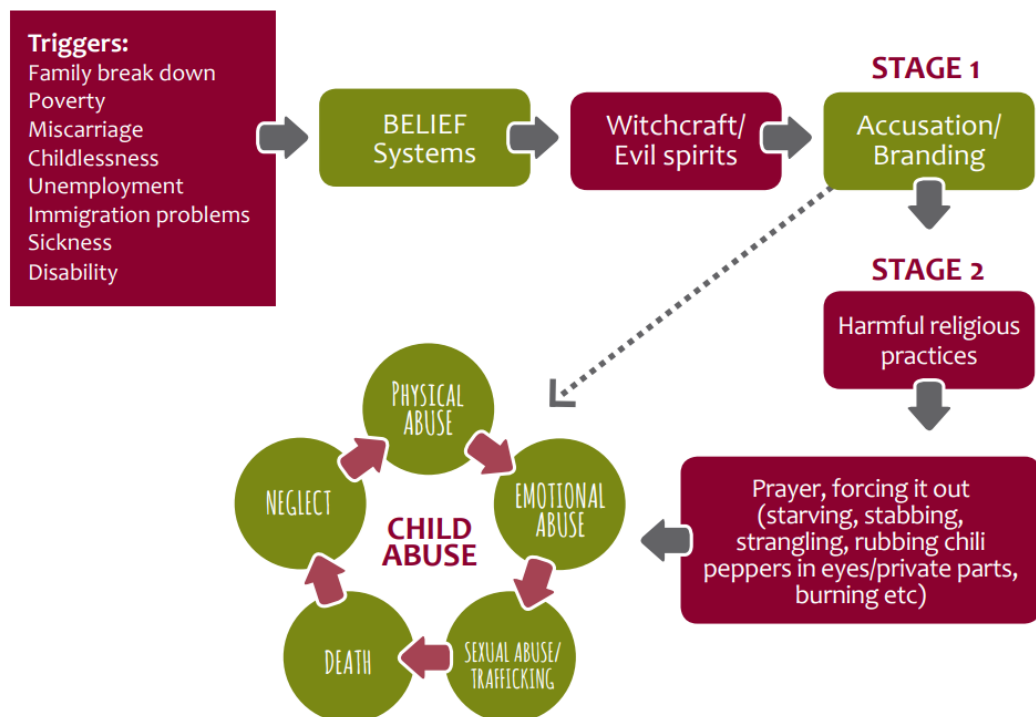 Triggers:
Family break down
Poverty
Miscarriage
Childlessness
Unemployment
Immigration problems
Sickness
Disability
BELIEF
Systems
Witchcraft/
Evil spirits
STAGE 1
Accusation/
Branding
STAGE 2
Harmful religious
practices
Prayer, forcing it out
(starving, stabbing,
strangling, rubbing chili
peppers in eyes/private parts,
burning etc)
CHILD
ABUSE
PHYSICAL
ABUSE
EMOTIONAL
ABUSE
SEXUAL ABUSE/
TRAFFICKING
DEATH
NEGLECT